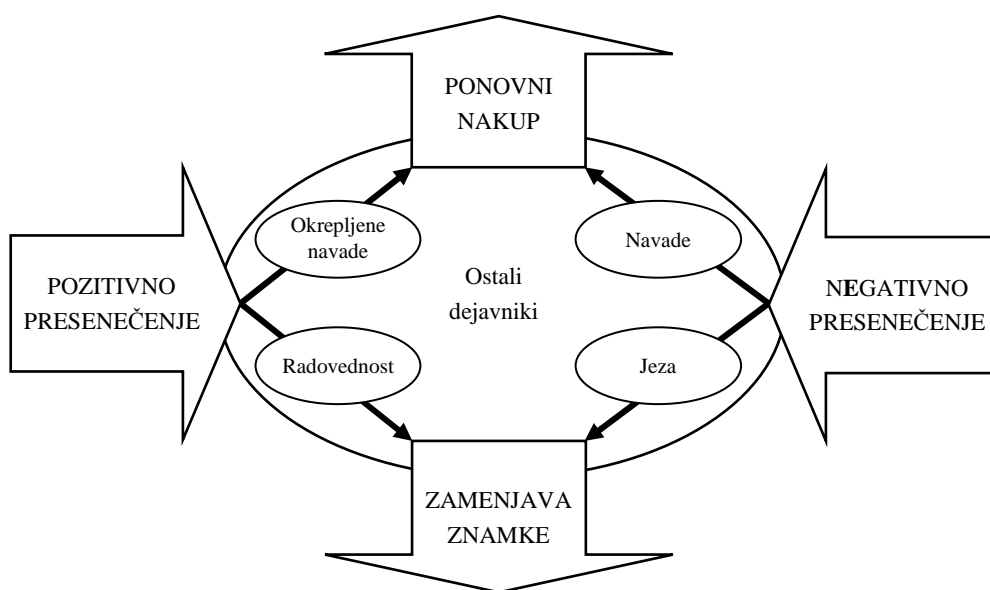 PONOVNI
NAKUP
Okrepljene
navade
Navade
POZITIVNO
PRESENEČENJE
Ostali
dejavniki
NEGATIVNO
PRESENEČENJE
Radovednost
Jeza
ZAMENJAVA
ZNAMKE